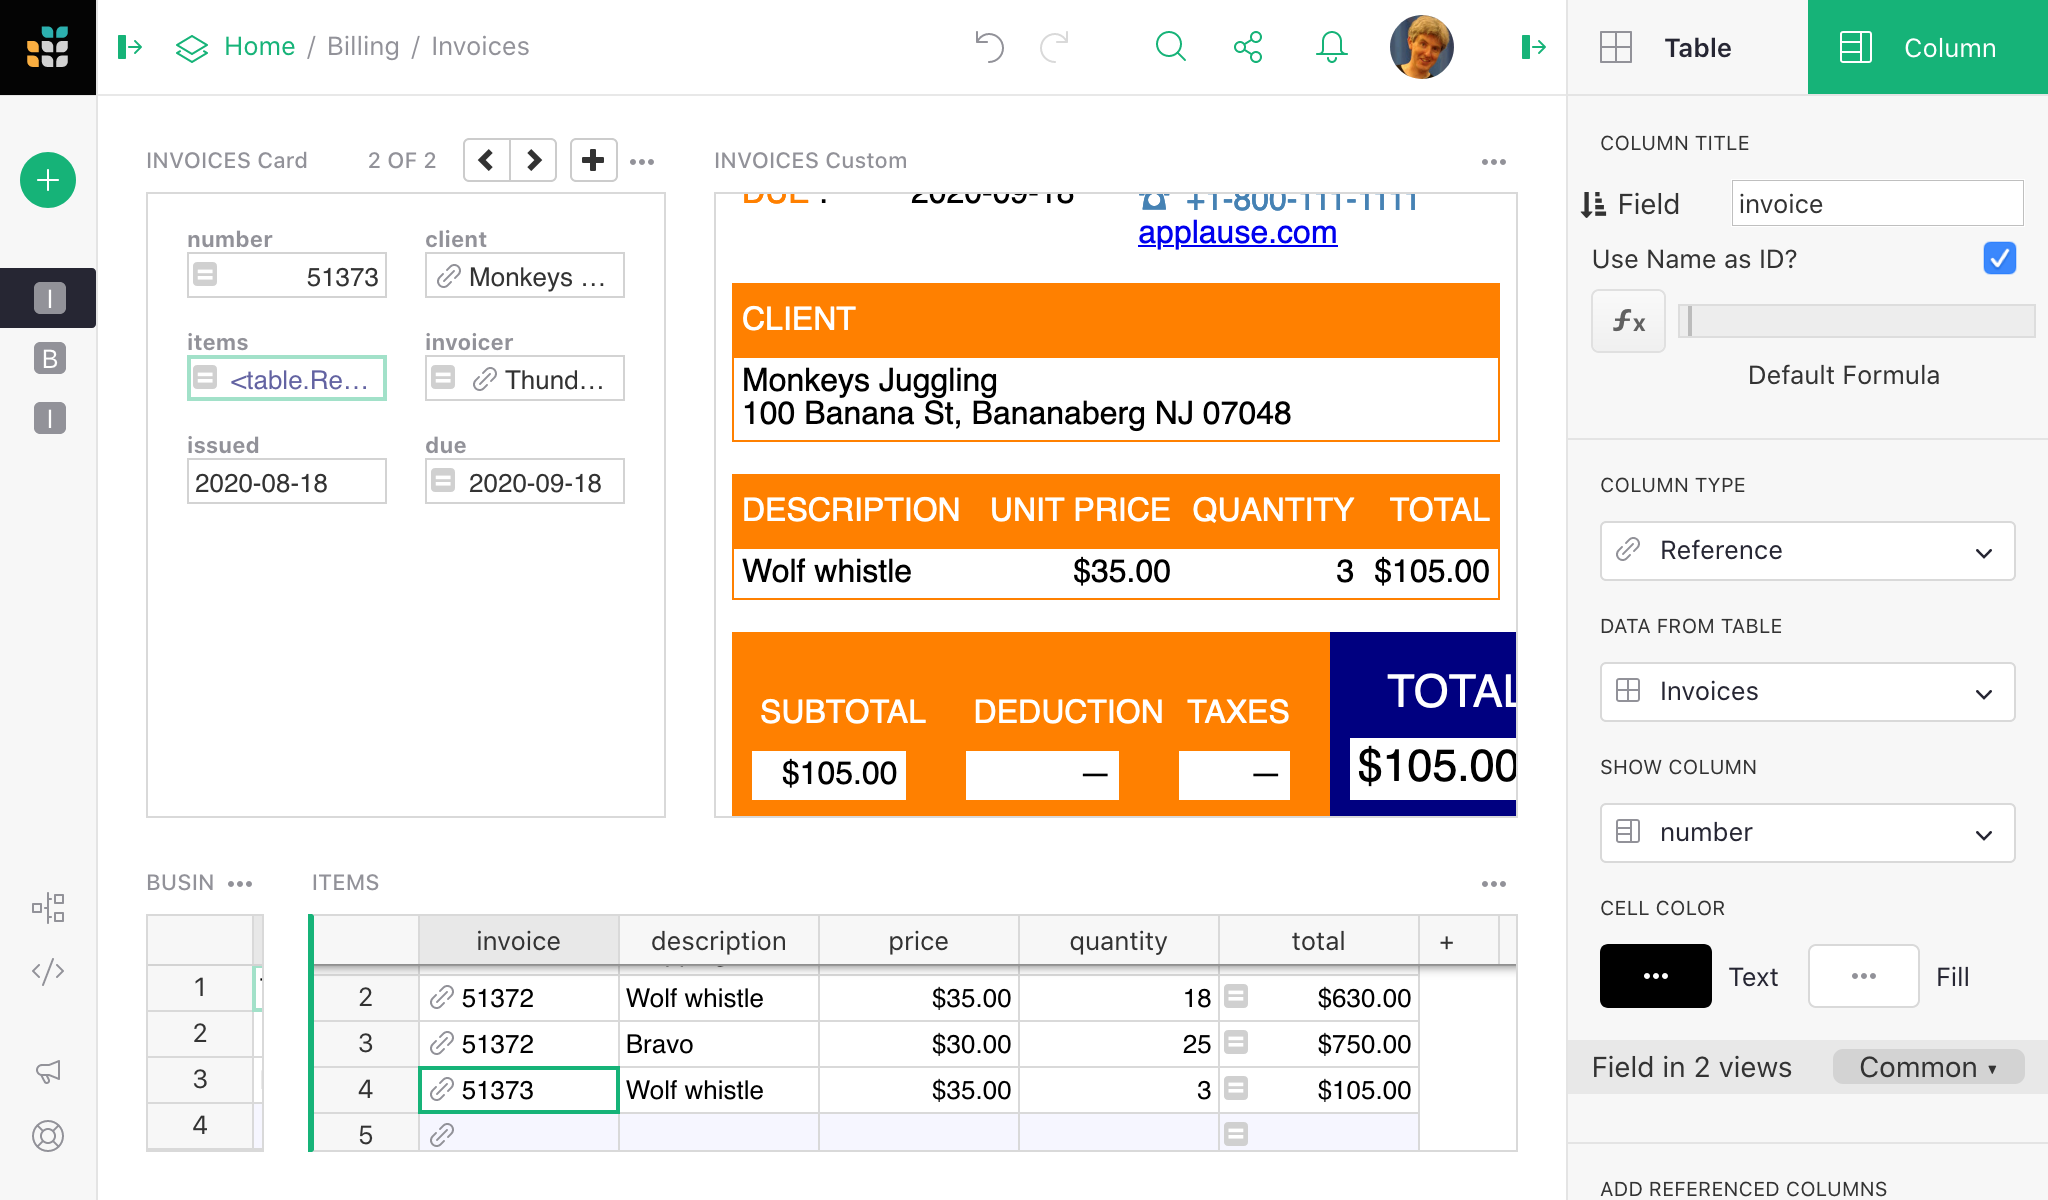 Home / Billing / Invoices
Table
Column
INVOICES Card
2 OF 2
number
51373
client
Monkeys ...
items
<table.Re...
invoicer
Thund...
issued
2020-08-18
due
2020-09-18
INVOICES Custom
DUE :
2020-09-18
+1-800-111-1111
applause.com
CLIENT
Monkeys Juggling
100 Banana St, Bananaberg NJ 07048
DESCRIPTION UNIT PRICE QUANTITY TOTAL
Wolf whistle $35.00 3 $105.00
SUBTOTAL DEDUCTION TAXES TOTAL
$105.00 — — $105.00
I
B
I
BUSIN
1
2
3
4
ITEMS
invoice description price quantity total +
2 51372 Wolf whistle $35.00 18 $630.00
3 51372 Bravo $30.00 25 $750.00
4 51373 Wolf whistle $35.00 3 $105.00
5
COLUMN TITLE
Field
invoice
Use Name as ID?
fx
Default Formula
COLUMN TYPE
Reference
DATA FROM TABLE
Invoices
SHOW COLUMN
number
CELL COLOR
Text
Fill
Field in 2 views
Common ▾
ADD REFERENCED COLUMNS